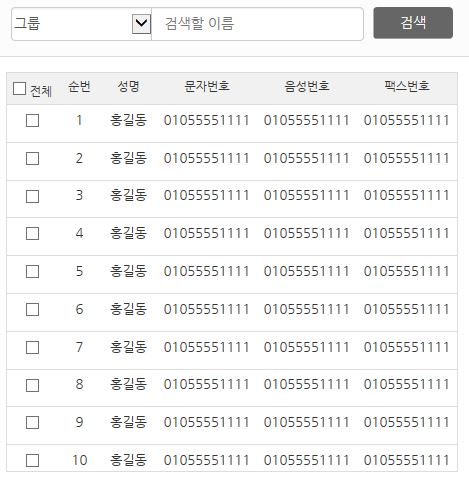 그룹 검색할 이름 검색
전체 순번 성명 문자번호 음성번호 팩스번호
1 홍길동 01055551111 01055551111 01055551111
2 홍길동 01055551111 01055551111 01055551111
3 홍길동 01055551111 01055551111 01055551111
4 홍길동 01055551111 01055551111 01055551111
5 홍길동 01055551111 01055551111 01055551111
6 홍길동 01055551111 01055551111 01055551111
7 홍길동 01055551111 01055551111 01055551111
8 홍길동 01055551111 01055551111 01055551111
9 홍길동 01055551111 01055551111 01055551111
10 홍길동 01055551111 01055551111 01055551111